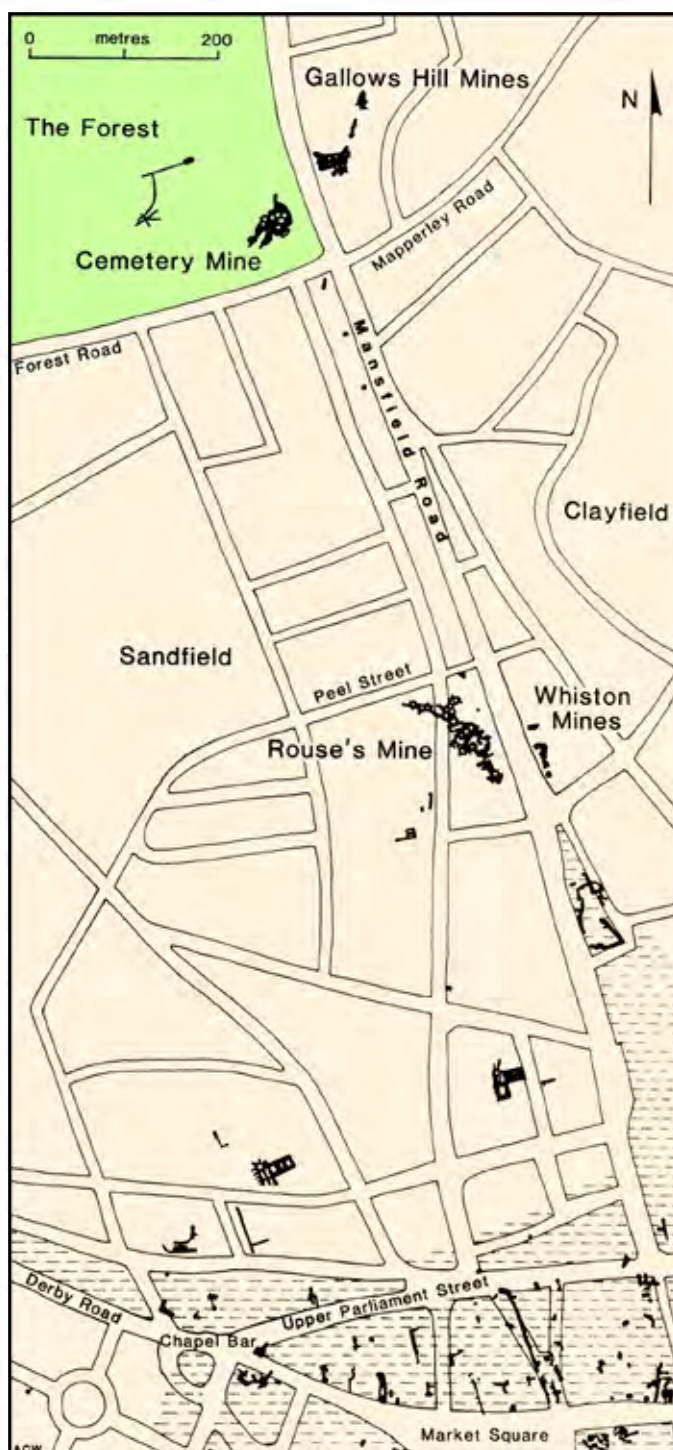 0 metres 200
Gallows Hill Mines
N
The Forest
Cemetery Mine
Mapperley Road
Forest Road
Mansfield Road
Clayfield
Sandfield
Peel Street
Whiston
Mines
Rouse's Mine
Derby Road
Upper Parliament Street
Chapel Bar
Market Square
ACW